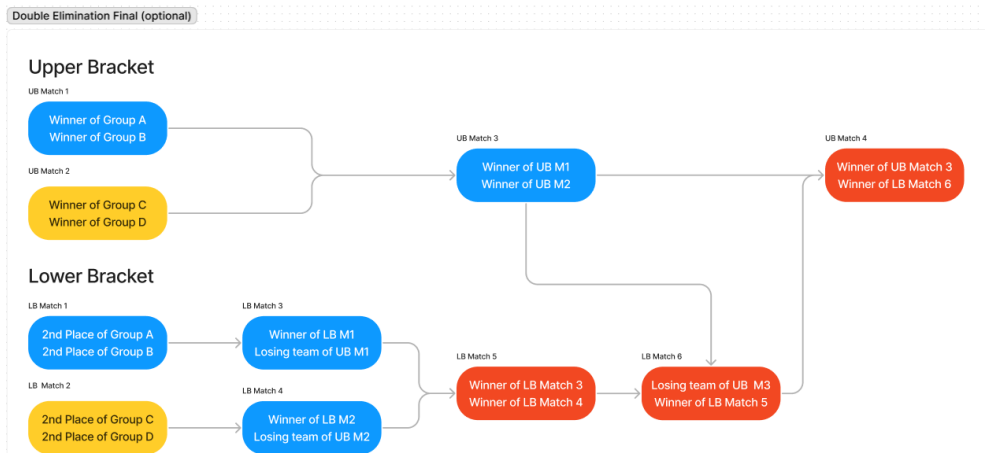 Double Elimination Final (optional)
Upper Bracket
UB Match 1
Winner of Group A
Winner of Group B
UB Match 2
Winner of Group C
Winner of Group D
UB Match 3
Winner of UB M1
Winner of UB M2
UB Match 4
Winner of UB Match 3
Winner of LB Match 6
Lower Bracket
LB Match 1
2nd Place of Group A
2nd Place of Group B
LB Match 2
2nd Place of Group C
2nd Place of Group D
LB Match 3
Winner of LB M1
Losing team of UB M1
LB Match 4
Winner of LB M2
Losing team of UB M2
LB Match 5
Winner of LB Match 3
Winner of LB Match 4
LB Match 6
Losing team of UB M3
Winner of LB Match 5